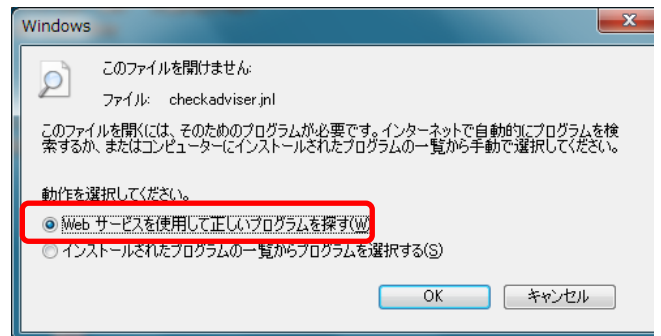 Windows
このファイルを開けません:
ファイル: checkadviser.jnl
このファイルを開くには、そのためのプログラムが必要です。インターネットで自動的にプログラムを検
索するか、またはコンピューターにインストールされたプログラムの一覧から手動で選択してください。
動作を選択してください。
Web サービスを使用して正しいプログラムを探す(W)
インストールされたプログラムの一覧からプログラムを選択する(S)
OK キャンセル